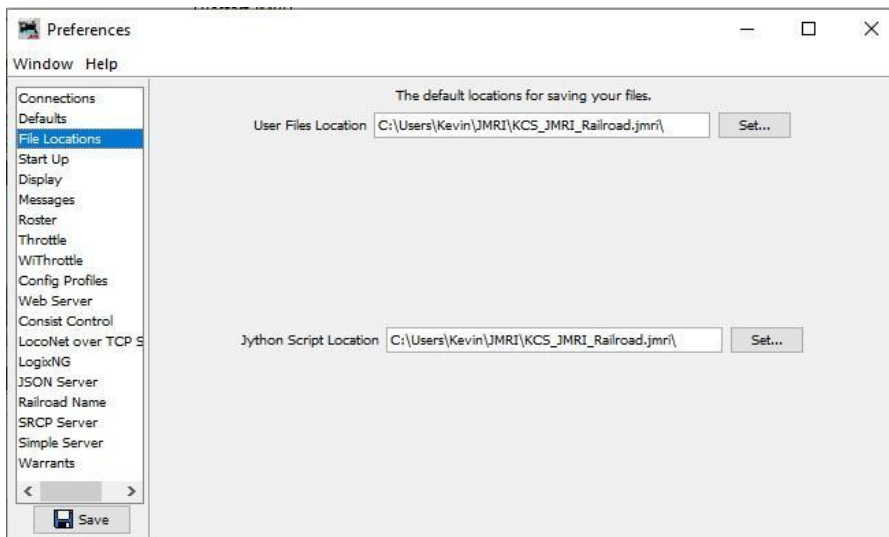 Preferences
Window Help
Connections
Defaults
File Locations
Start Up
Display
Messages
Roster
Throttle
WiThrottle
Config Profiles
Web Server
Consist Control
LocoNet over TCP S
LogixNG
JSON Server
Railroad Name
SRCP Server
Simple Server
Warrants
Save
The default locations for saving your files.
User Files Location C:\Users\Kevin\JMRI\KCS_JMRI_Railroad.jmri\ Set...
Jython Script Location C:\Users\Kevin\JMRI\KCS_JMRI_Railroad.jmri\ Set...